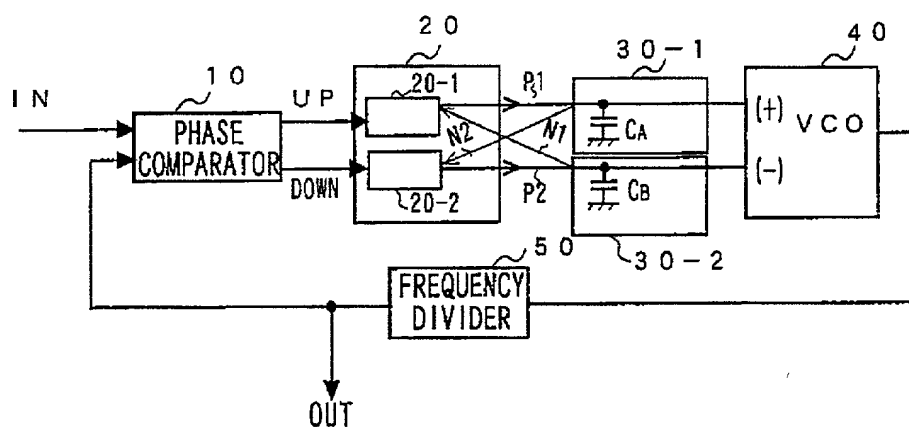 20
30-1
40
10
20-1
P1
IN
UP
(+)
PHASE
COMPARATOR
CA
VCO
N2
N1
(-)
DOWN
20-2
P2
CB
50
30-2
FREQUENCY
DIVIDER
OUT